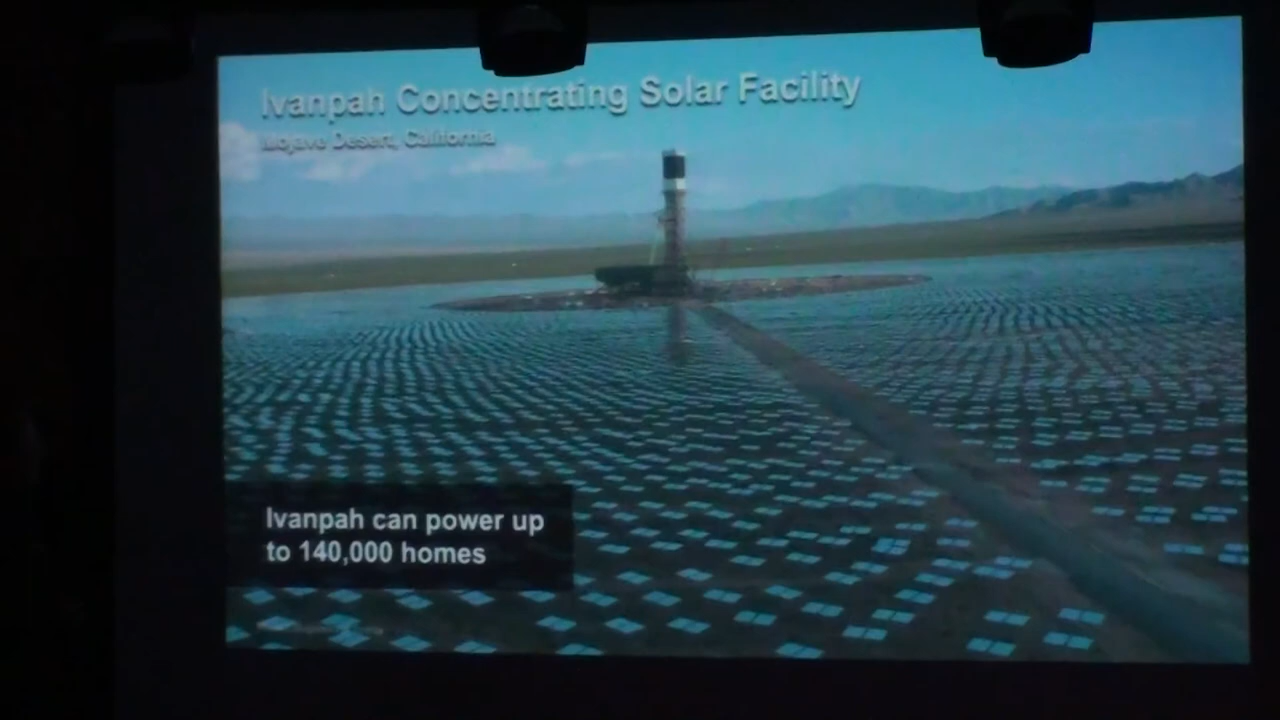 Ivanpah Concentrating Solar Facility
Mojave Desert, California
Ivanpah can power up
to 140,000 homes